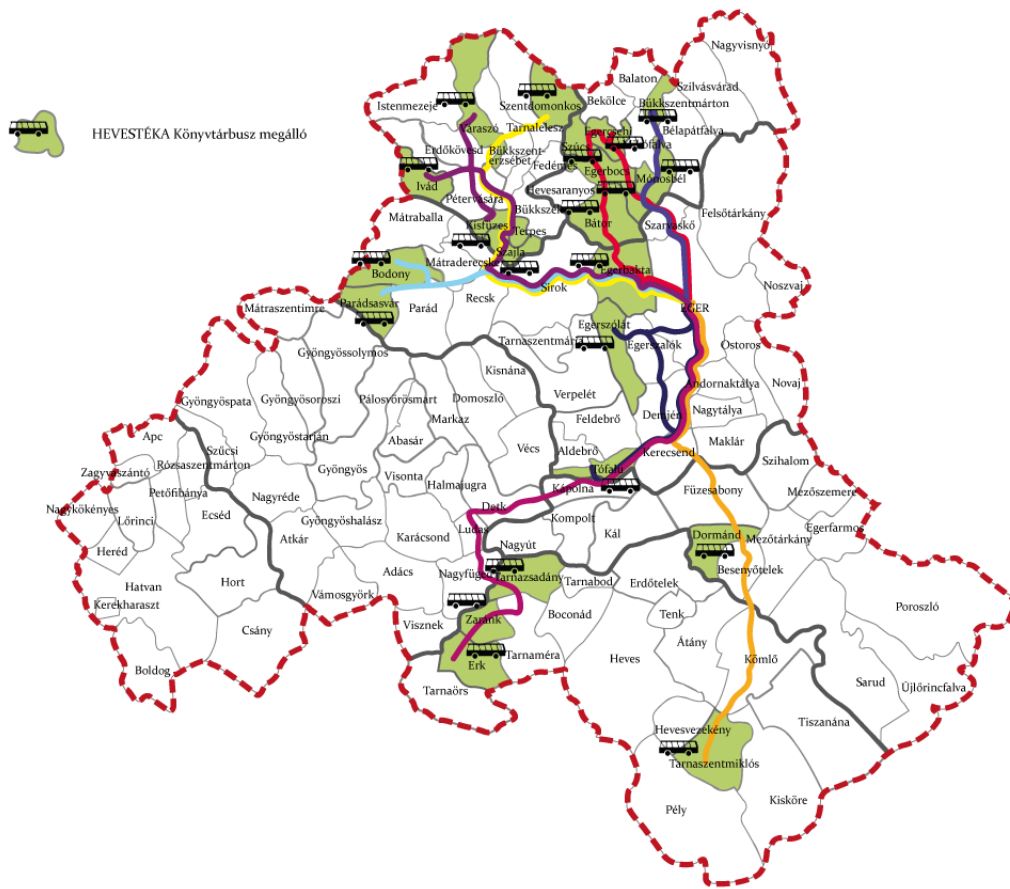 Nagyvisnyó
Balaton
Szilvásvárad
Istenmezeje
Szentdomonkos
Bekölce
Bükkszentmárton
HEVESTÉKA Könyvtárbusz megálló
Váraszó
Tarnalelesz
Egercsehi
Bélapátfalva
Erdőkövesd
Bükkszent-
erzsébet
Szúcs
Fedémes
Egerbocs
Mónosbél
Ivád
Hevesaranyos
Pétervására
Bükkszék
Mátraballa
Kisfüzes
Terpes
Bátor
Szarvaskő
Felsőtárkány
Szajla
Mátraderecske
Bodony
Egerbakta
Noszvaj
Parádsasvár
Parád
Recsk
Sirok
EGER
Mátraszentimre
Egerszólát
Gyöngyössolymos
Tarnaszentmária
Egerszalók
Ostoros
Kisnána
Andornaktálya
Novaj
Gyöngyöspata
Gyöngyösoroszi
Pálosvörösmart
Domoszló
Verpelét
Markaz
Feldebrő
Demjén
Nagytálya
Apc
Gyöngyöstarján
Abasár
Szűcsi
Vécs
Aldebrő
Kerecsend
Maklár
Zagyvaszántó
Rózsaszentmárton
Gyöngyös
Visonta
Tófalu
Szihalom
Petőfibánya
Halmajugra
Kápolna
Nagykökényes
Nagyréde
Füzesabony
Mezőszemere
Lőrinci
Ecséd
Gyöngyöshalász
Detk
Kompolt
Egerfarmos
Heréd
Atkár
Karácsond
Ludas
Kál
Dormánd
Mezőtárkány
Nagyút
Besenyőtelek
Hatvan
Hort
Adács
Nagyfüged
Tarnazsadány
Tarnabod
Erdőtelek
Vámosgyörk
Kerekharaszt
Poroszló
Csány
Visznek
Zaránk
Boconád
Tenk
Átány
Boldog
Tarnaméra
Heves
Kömlő
Erk
Sarud
Tarnaörs
Újlőrincfalva
Hevesvezekény
Tiszanána
Tarnaszentmiklós
Kisköre
Pély